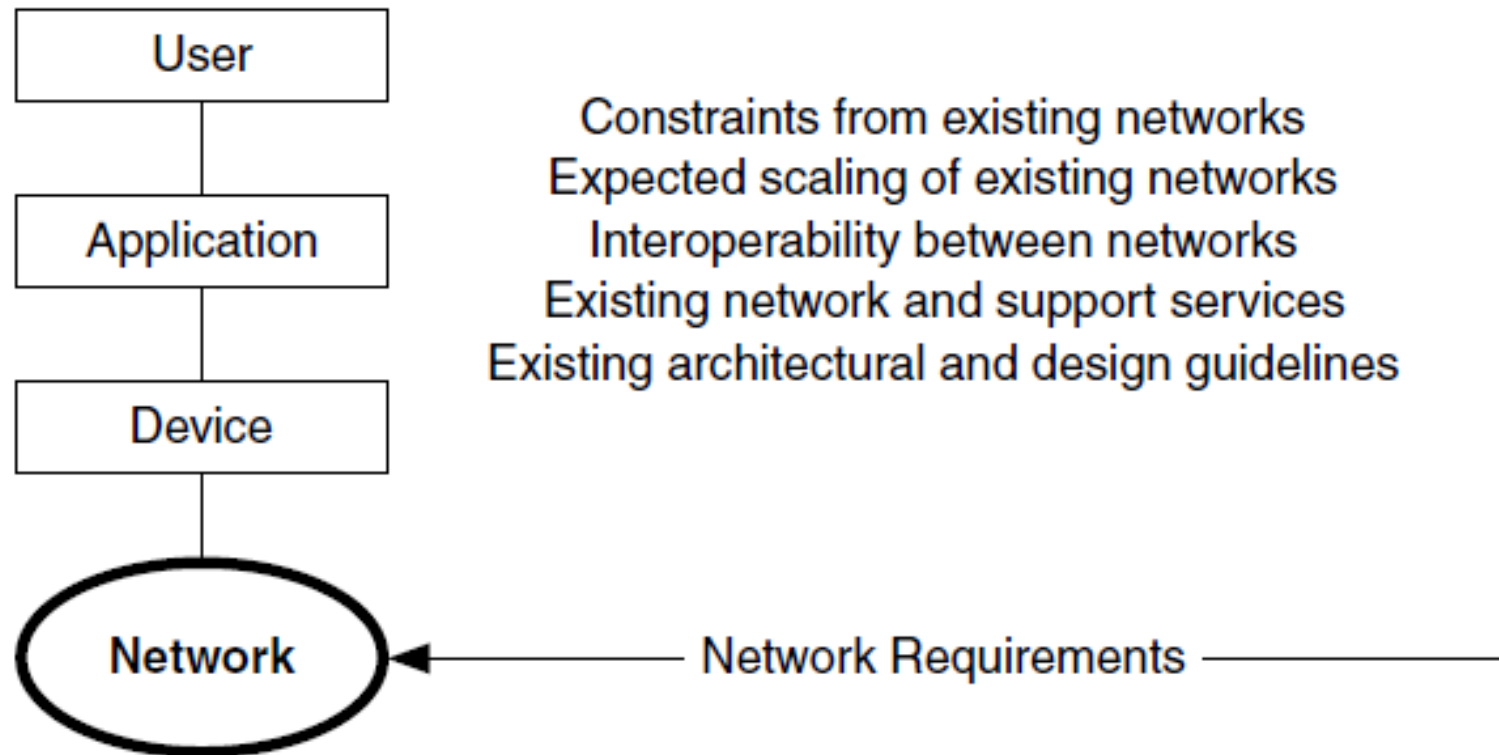 User
Application
Device
Network
Constraints from existing networks
Expected scaling of existing networks
Interoperability between networks
Existing network and support services
Existing architectural and design guidelines
Network Requirements